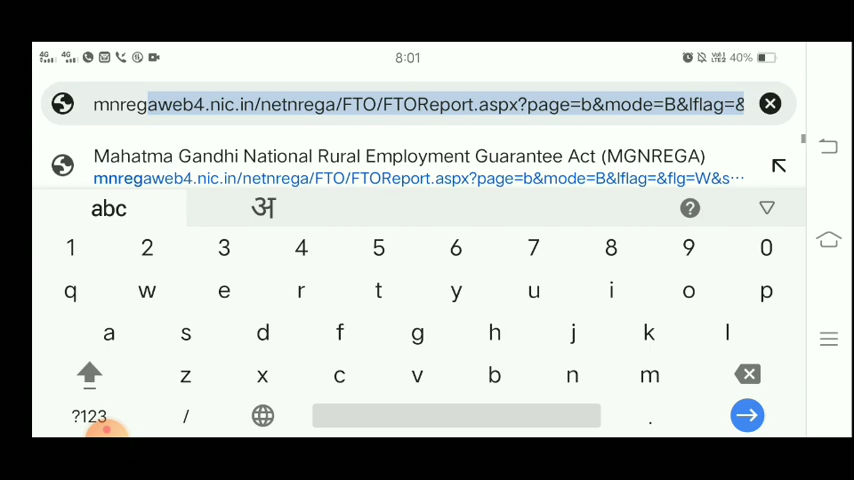 4G 4G 8:01 40%
mnregaweb4.nic.in/netnrega/FTO/FTOReport.aspx?page=b&mode=B&lflag=&
Mahatma Gandhi National Rural Employment Guarantee Act (MGNREGA)
mnregaweb4.nic.in/netnrega/FTO/FTOReport.aspx?page=b&mode=B&lflag=&flg=W&s...
abc अ ?
1 2 3 4 5 6 7 8 9 0
q w e r t y u i o p
a s d f g h j k l
z x c v b n m
?123 / .